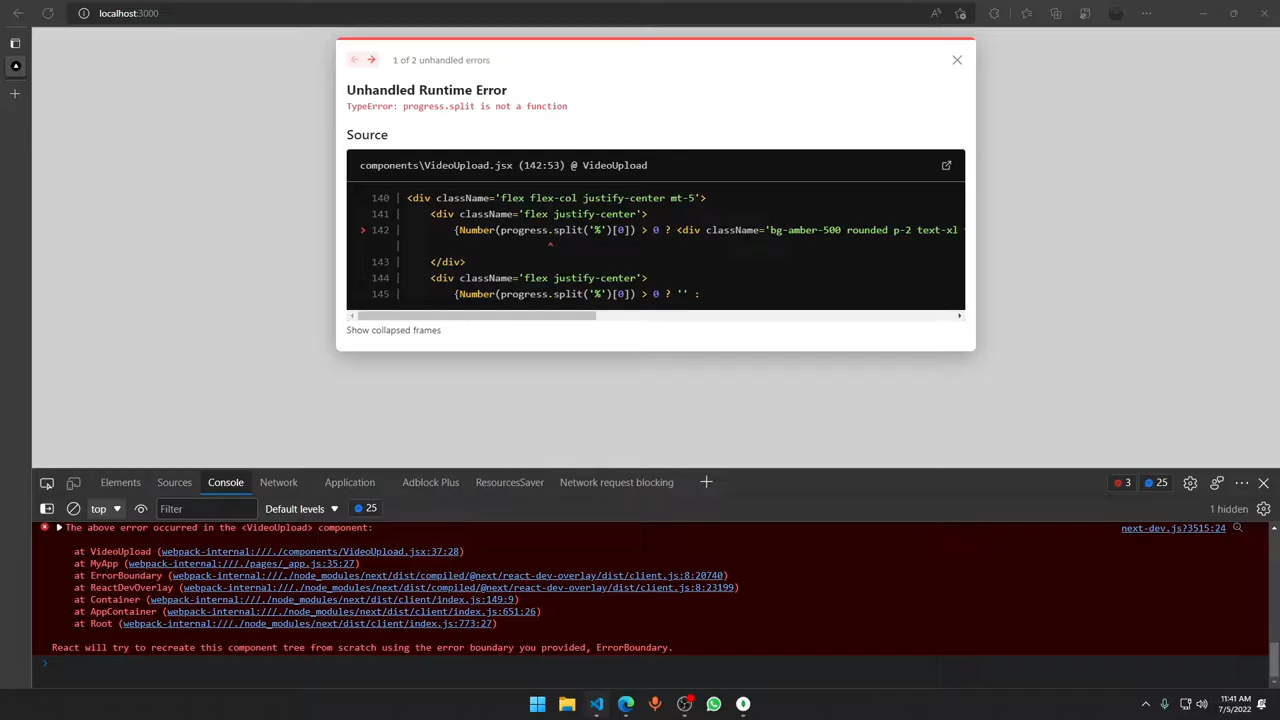 localhost:3000
1 of 2 unhandled errors
Unhandled Runtime Error
TypeError: progress.split is not a function
Source
components\VideoUpload.jsx (142:53) @ VideoUpload
140 | <div className='flex flex-col justify-center mt-5'>
141 | <div className='flex justify-center'>
> 142 | {Number(progress.split('%')[0]) > 0 ? <div className='bg-amber-500 rounded p-2 text-xl
| ^
143 | </div>
144 | <div className='flex justify-center'>
145 | {Number(progress.split('%')[0]) > 0 ? '' :
Show collapsed frames
Elements Sources Console Network Application Adblock Plus ResourcesSaver Network request blocking 3 25
top Filter Default levels 25 1 hidden
The above error occurred in the <VideoUpload> component: next-dev.js?3515:24
at VideoUpload (webpack-internal:///./components/VideoUpload.jsx:37:28)
at MyApp (webpack-internal:///./pages/_app.js:35:27)
at ErrorBoundary (webpack-internal:///./node_modules/next/dist/compiled/@next/react-dev-overlay/dist/client.js:8:20740)
at ReactDevOverlay (webpack-internal:///./node_modules/next/dist/compiled/@next/react-dev-overlay/dist/client.js:8:23199)
at Container (webpack-internal:///./node_modules/next/dist/client/index.js:149:9)
at AppContainer (webpack-internal:///./node_modules/next/dist/client/index.js:651:26)
at Root (webpack-internal:///./node_modules/next/dist/client/index.js:773:27)
React will try to recreate this component tree from scratch using the error boundary you provided, ErrorBoundary.
11:41 AM
7/5/2022